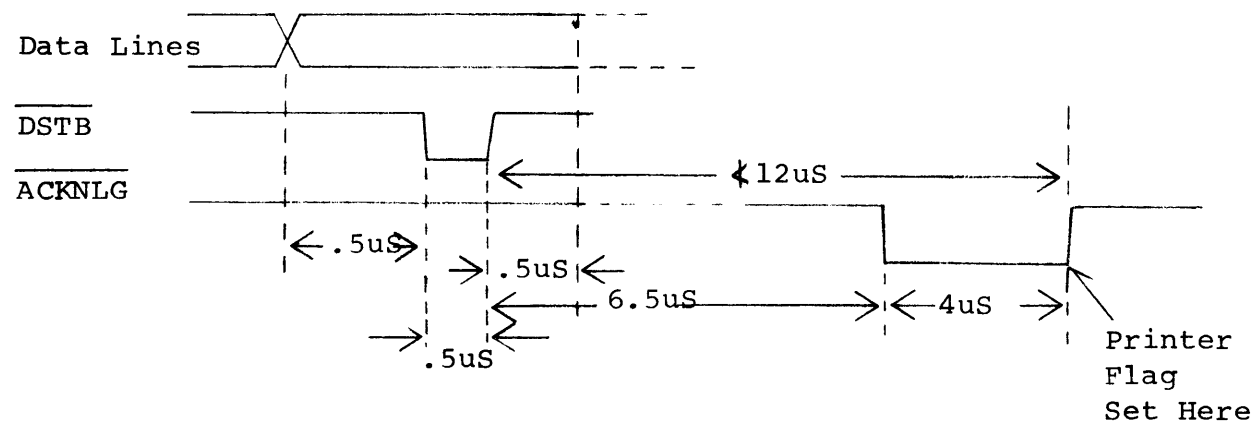 Data Lines
DSTB
ACKNLG
≮12uS
.5uS
.5uS
6.5uS
4uS
.5uS
Printer
Flag
Set Here